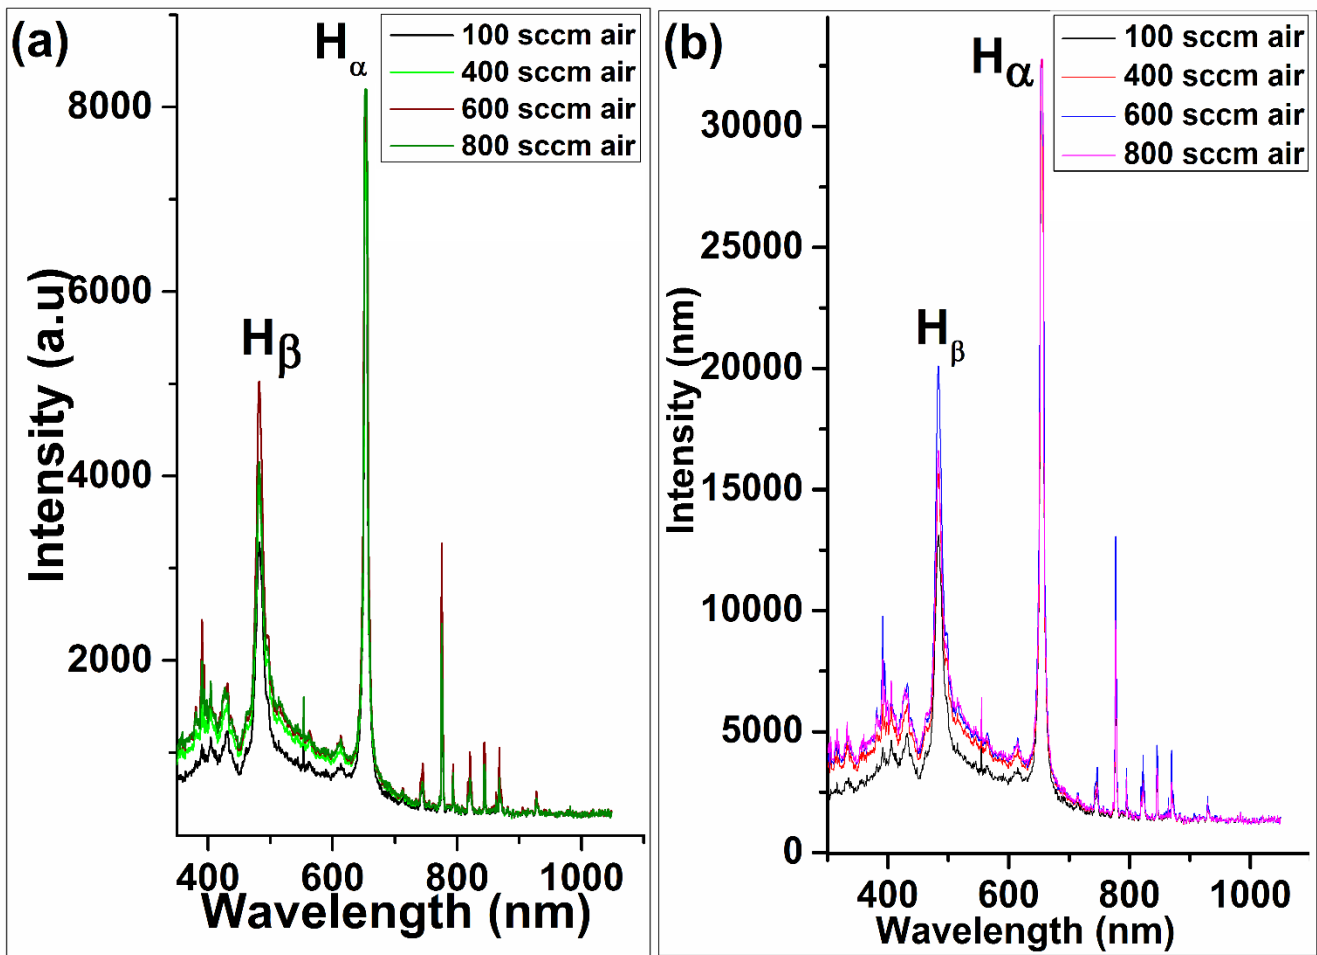 (a)
Hα
100 sccm air
400 sccm air
600 sccm air
800 sccm air
Hβ
8000
6000
4000
2000
Intensity (a.u)
400 600 800 1000
Wavelength (nm)
(b)
Hα
100 sccm air
400 sccm air
600 sccm air
800 sccm air
Hβ
30000
25000
20000
15000
10000
5000
0
Intensity (nm)
400 600 800 1000
Wavelength (nm)